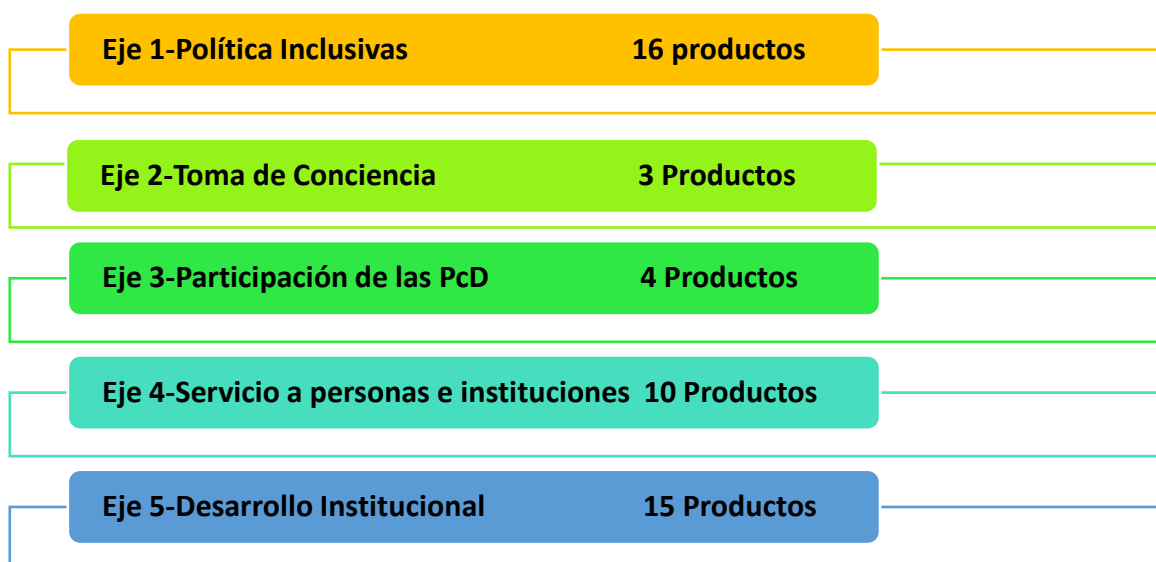 Eje 1-Política Inclusivas 16 productos
Eje 2-Toma de Conciencia 3 Productos
Eje 3-Participación de las PcD 4 Productos
Eje 4-Servicio a personas e instituciones 10 Productos
Eje 5-Desarrollo Institucional 15 Productos